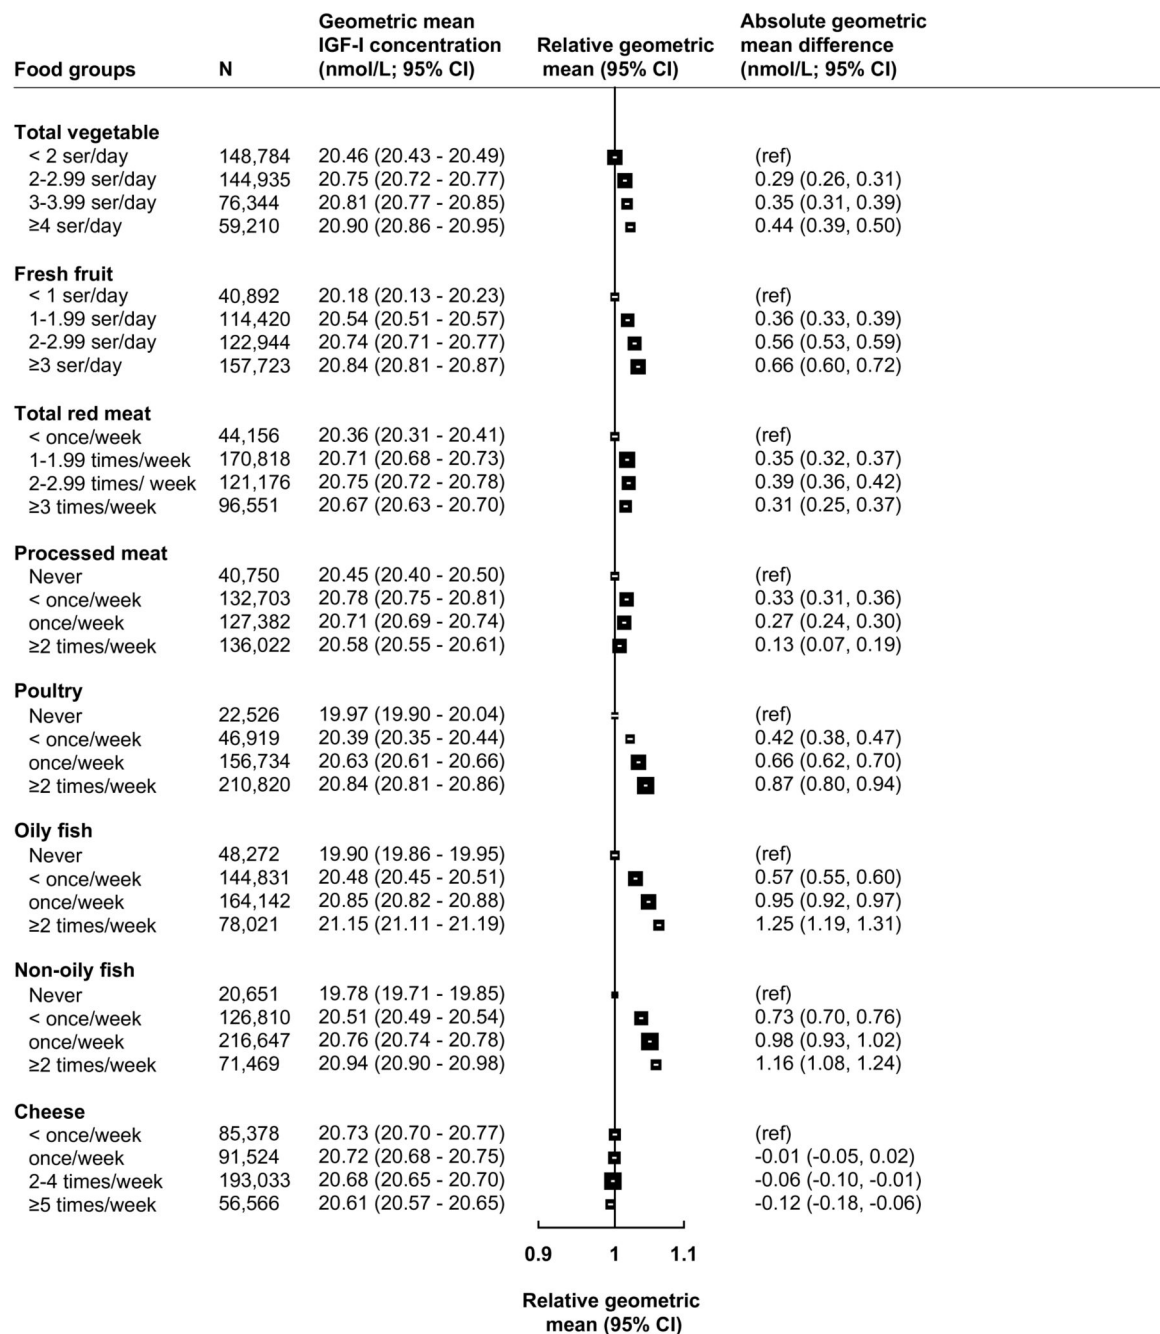 Geometric mean
IGF-I concentration
(nmol/L; 95% CI)
Relative geometric
mean (95% CI)
Absolute geometric
mean difference
(nmol/L; 95% CI)
Food groups N
Total vegetable
< 2 ser/day 148,784 20.46 (20.43 - 20.49) (ref)
2-2.99 ser/day 144,935 20.75 (20.72 - 20.77) 0.29 (0.26, 0.31)
3-3.99 ser/day 76,344 20.81 (20.77 - 20.85) 0.35 (0.31, 0.39)
≥4 ser/day 59,210 20.90 (20.86 - 20.95) 0.44 (0.39, 0.50)
Fresh fruit
< 1 ser/day 40,892 20.18 (20.13 - 20.23) (ref)
1-1.99 ser/day 114,420 20.54 (20.51 - 20.57) 0.36 (0.33, 0.39)
2-2.99 ser/day 122,944 20.74 (20.71 - 20.77) 0.56 (0.53, 0.59)
≥3 ser/day 157,723 20.84 (20.81 - 20.87) 0.66 (0.60, 0.72)
Total red meat
< once/week 44,156 20.36 (20.31 - 20.41) (ref)
1-1.99 times/week 170,818 20.71 (20.68 - 20.73) 0.35 (0.32, 0.37)
2-2.99 times/ week 121,176 20.75 (20.72 - 20.78) 0.39 (0.36, 0.42)
≥3 times/week 96,551 20.67 (20.63 - 20.70) 0.31 (0.25, 0.37)
Processed meat
Never 40,750 20.45 (20.40 - 20.50) (ref)
< once/week 132,703 20.78 (20.75 - 20.81) 0.33 (0.31, 0.36)
once/week 127,382 20.71 (20.69 - 20.74) 0.27 (0.24, 0.30)
≥2 times/week 136,022 20.58 (20.55 - 20.61) 0.13 (0.07, 0.19)
Poultry
Never 22,526 19.97 (19.90 - 20.04) (ref)
< once/week 46,919 20.39 (20.35 - 20.44) 0.42 (0.38, 0.47)
once/week 156,734 20.63 (20.61 - 20.66) 0.66 (0.62, 0.70)
≥2 times/week 210,820 20.84 (20.81 - 20.86) 0.87 (0.80, 0.94)
Oily fish
Never 48,272 19.90 (19.86 - 19.95) (ref)
< once/week 144,831 20.48 (20.45 - 20.51) 0.57 (0.55, 0.60)
once/week 164,142 20.85 (20.82 - 20.88) 0.95 (0.92, 0.97)
≥2 times/week 78,021 21.15 (21.11 - 21.19) 1.25 (1.19, 1.31)
Non-oily fish
Never 20,651 19.78 (19.71 - 19.85) (ref)
< once/week 126,810 20.51 (20.49 - 20.54) 0.73 (0.70, 0.76)
once/week 216,647 20.76 (20.74 - 20.78) 0.98 (0.93, 1.02)
≥2 times/week 71,469 20.94 (20.90 - 20.98) 1.16 (1.08, 1.24)
Cheese
< once/week 85,378 20.73 (20.70 - 20.77) (ref)
once/week 91,524 20.72 (20.68 - 20.75) -0.01 (-0.05, 0.02)
2-4 times/week 193,033 20.68 (20.65 - 20.70) -0.06 (-0.10, -0.01)
≥5 times/week 56,566 20.61 (20.57 - 20.65) -0.12 (-0.18, -0.06)
0.9 1 1.1
Relative geometric
mean (95% CI)